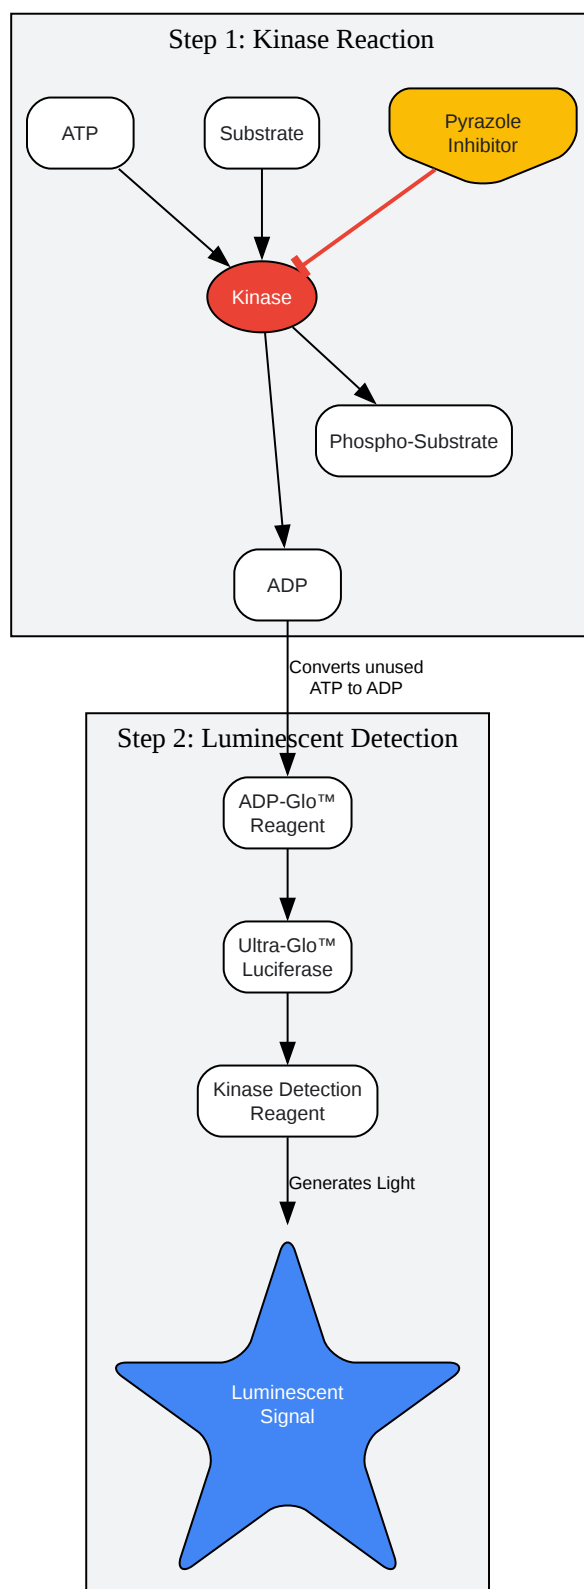 Step 1: Kinase Reaction
ATP
Substrate
Pyrazole
Inhibitor
Kinase
Phospho-Substrate
ADP
Converts unused
ATP to ADP
Step 2: Luminescent Detection
ADP-Glo™
Reagent
Ultra-Glo™
Luciferase
Kinase Detection
Reagent
Generates Light
Luminescent
Signal